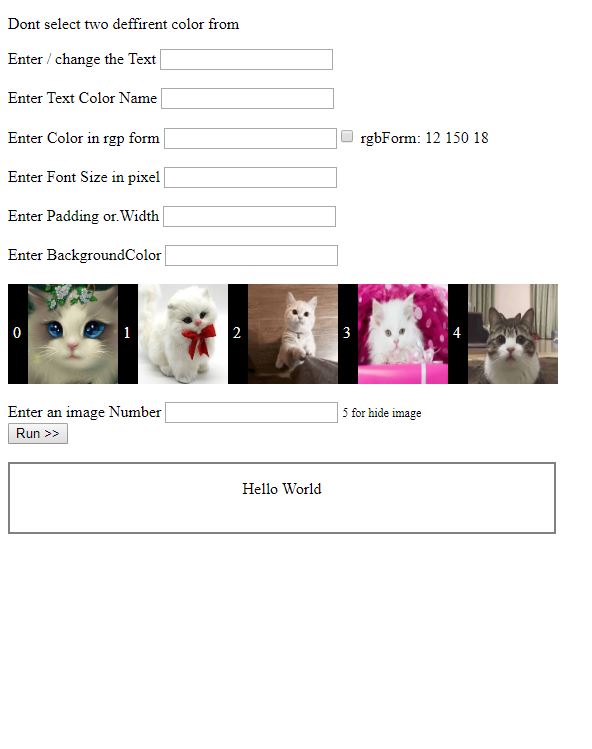 Dont select two deffirent color from
Enter / change the Text
Enter Text Color Name
Enter Color in rgp form rgbForm: 12 150 18
Enter Font Size in pixel
Enter Padding or.Width
Enter BackgroundColor
0 1 2 3 4
Enter an image Number 5 for hide image
Run >>
Hello World